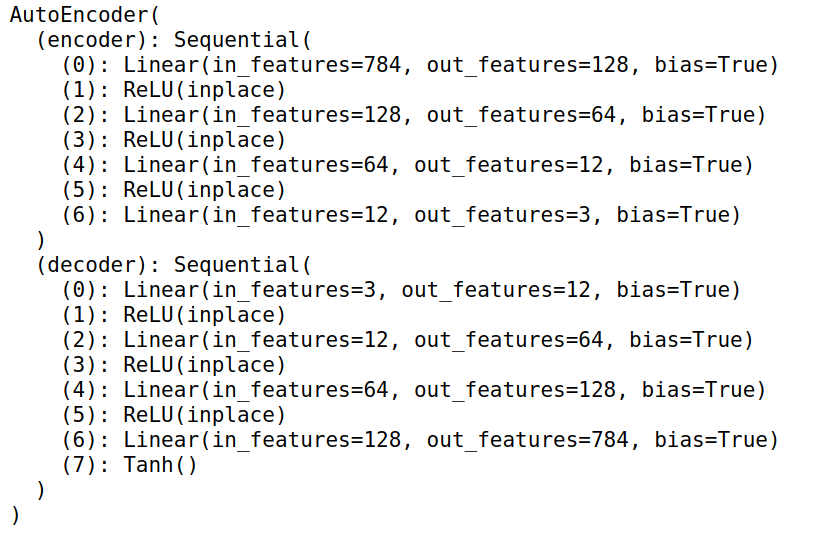 AutoEncoder(
  (encoder): Sequential(
    (0): Linear(in_features=784, out_features=128, bias=True)
    (1): ReLU(inplace)
    (2): Linear(in_features=128, out_features=64, bias=True)
    (3): ReLU(inplace)
    (4): Linear(in_features=64, out_features=12, bias=True)
    (5): ReLU(inplace)
    (6): Linear(in_features=12, out_features=3, bias=True)
  )
  (decoder): Sequential(
    (0): Linear(in_features=3, out_features=12, bias=True)
    (1): ReLU(inplace)
    (2): Linear(in_features=12, out_features=64, bias=True)
    (3): ReLU(inplace)
    (4): Linear(in_features=64, out_features=128, bias=True)
    (5): ReLU(inplace)
    (6): Linear(in_features=128, out_features=784, bias=True)
    (7): Tanh()
  )
)